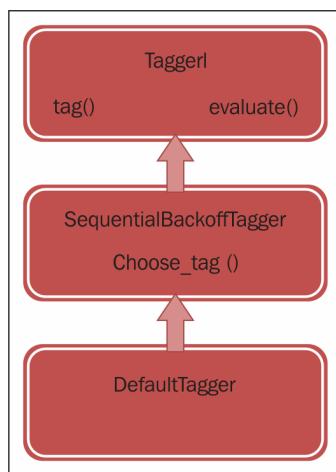 TaggerI
tag() evaluate()
SequentialBackoffTagger
Choose_tag ()
DefaultTagger